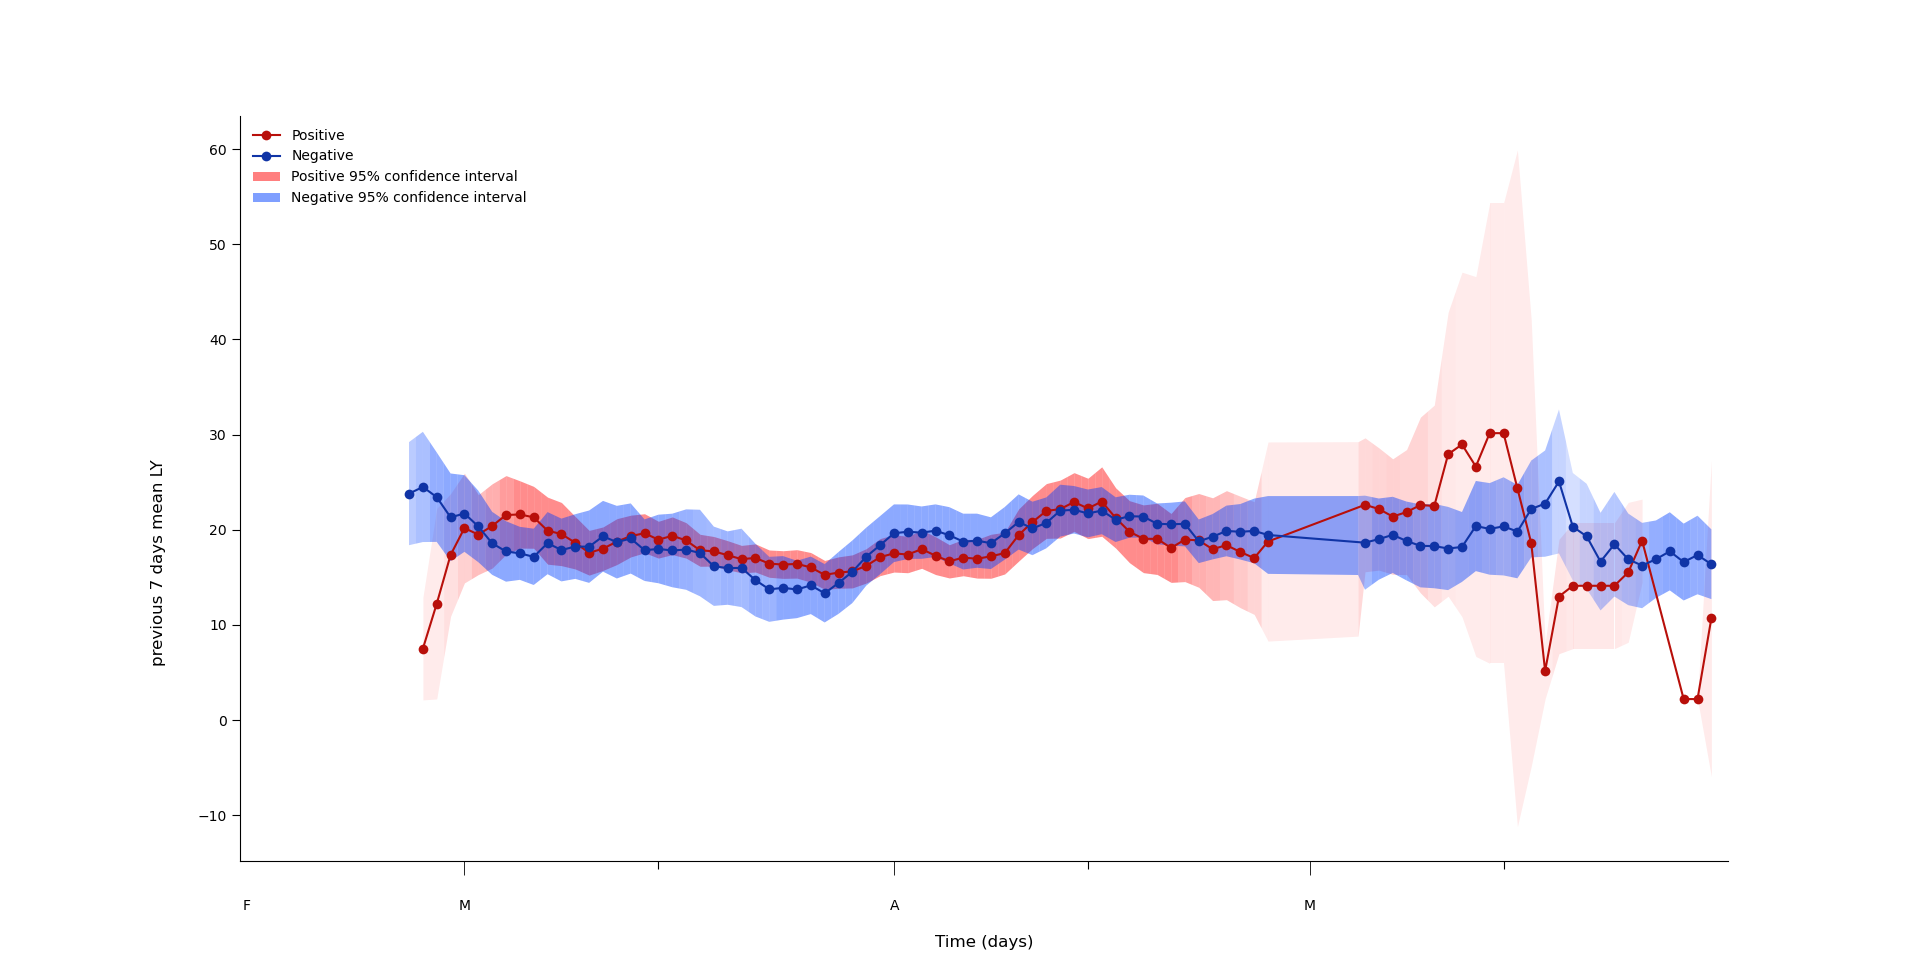 Positive
Negative
Positive 95% confidence interval
Negative 95% confidence interval
60
50
40
30
20
10
0
−10
previous 7 days mean LY
F M A M
Time (days)